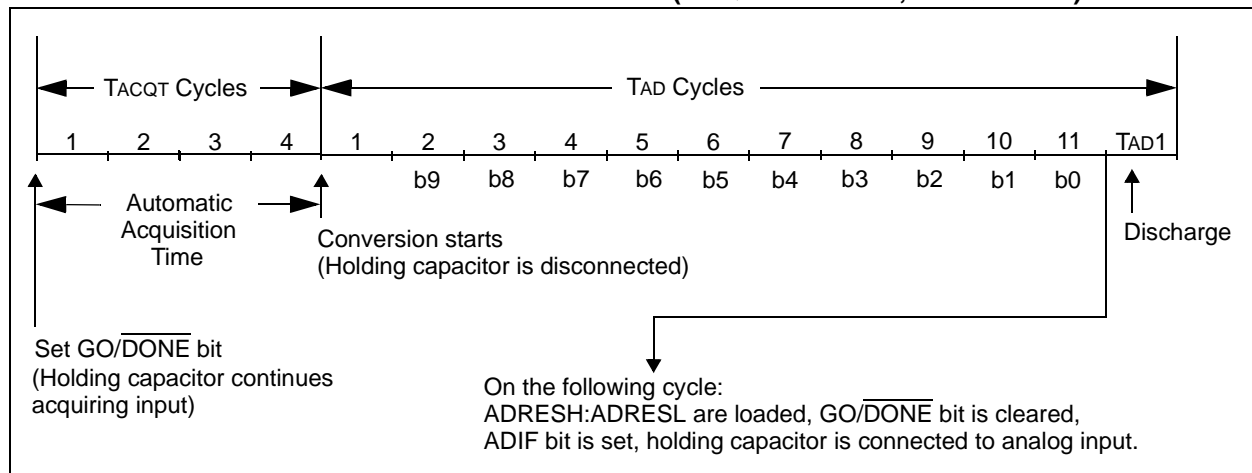 TACQT Cycles TAD Cycles
1 2 3 4 1 2 3 4 5 6 7 8 9 10 11 TAD1
b9 b8 b7 b6 b5 b4 b3 b2 b1 b0
Automatic
Acquisition
Time
Conversion starts
(Holding capacitor is disconnected)
Discharge
Set GO/DONE bit
(Holding capacitor continues
acquiring input)
On the following cycle:
ADRESH:ADRESL are loaded, GO/DONE bit is cleared,
ADIF bit is set, holding capacitor is connected to analog input.